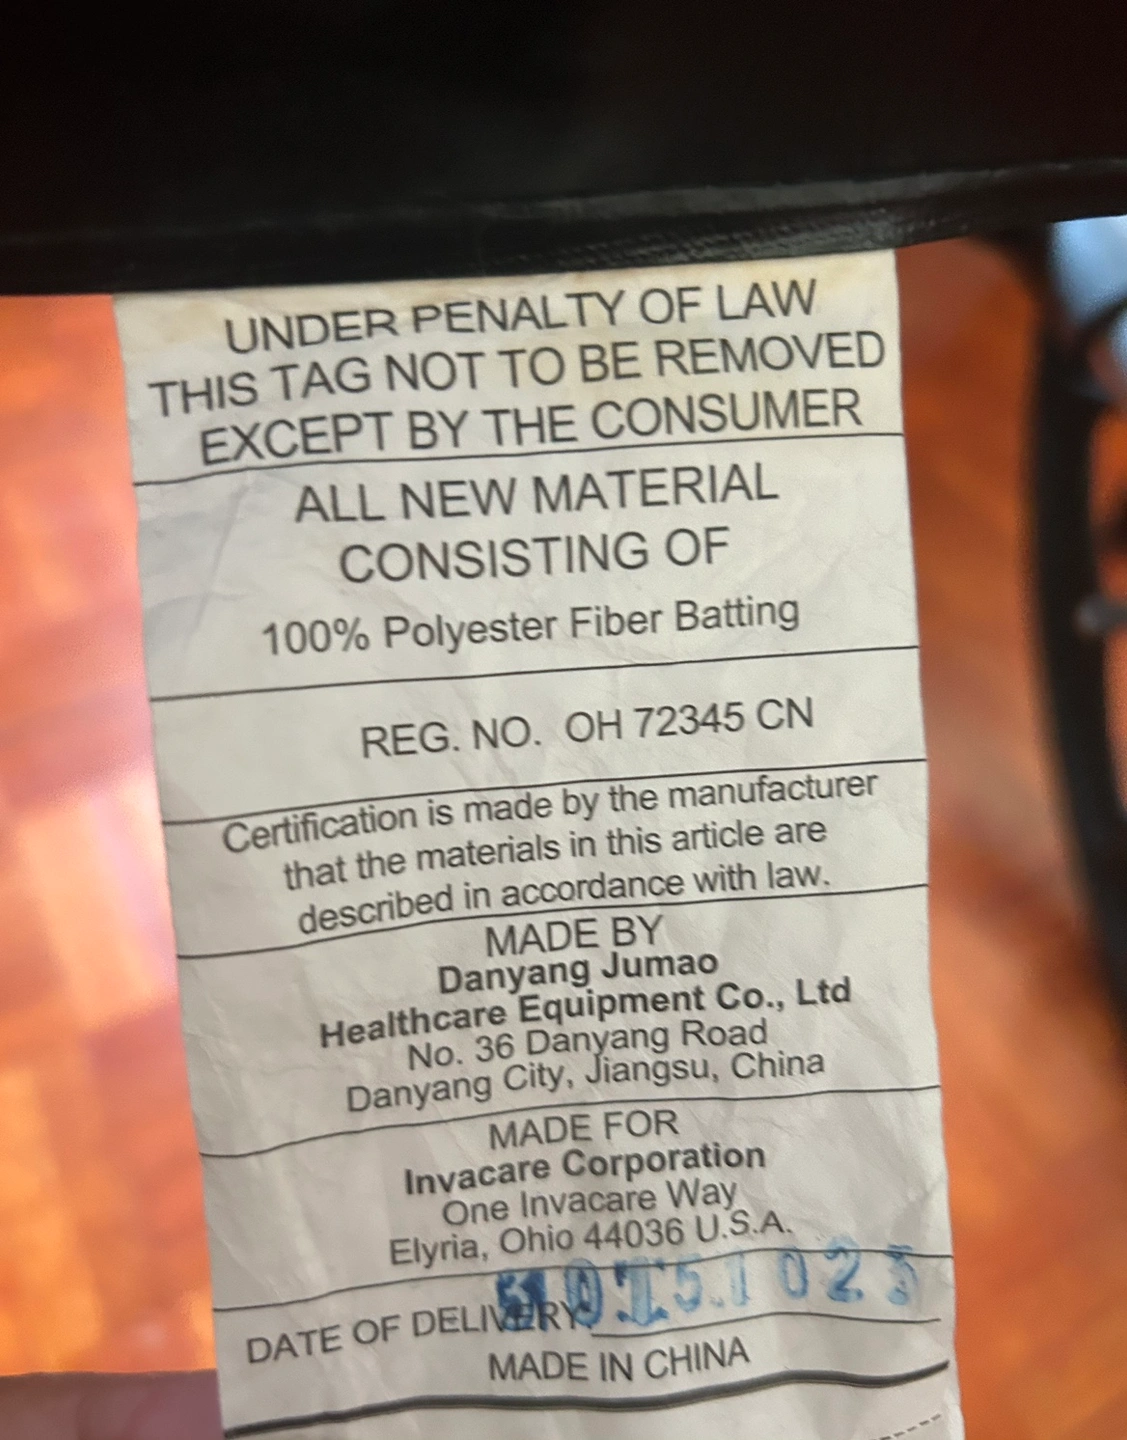 UNDER PENALTY OF LAW
THIS TAG NOT TO BE REMOVED
EXCEPT BY THE CONSUMER
ALL NEW MATERIAL
CONSISTING OF
100% Polyester Fiber Batting
REG. NO. OH 72345 CN
Certification is made by the manufacturer
that the materials in this article are
described in accordance with law.
MADE BY
Danyang Jumao
Healthcare Equipment Co., Ltd
No. 36 Danyang Road
Danyang City, Jiangsu, China
MADE FOR
Invacare Corporation
One Invacare Way
Elyria, Ohio 44036 U.S.A.
DATE OF DELIVERY:
MADE IN CHINA